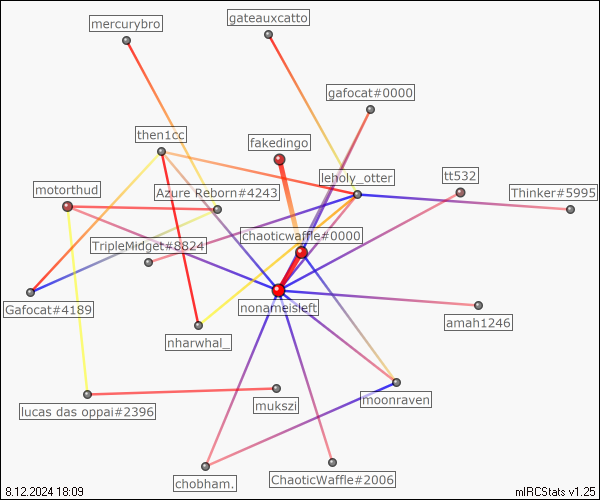 mercurybro
gateauxcatto
gafocat#0000
then1cc
fakedingo
leholy_otter
tt532
motorthud
Azure Reborn#4243
Thinker#5995
chaoticwaffle#0000
TripleMidget#8824
Gafocat#4189
nonameisleft
amah1246
nharwhal_
moonraven
lucas das oppai#2396
mukszi
chobham.
ChaoticWaffle#2006
8.12.2024 18:09
mIRCStats v1.25